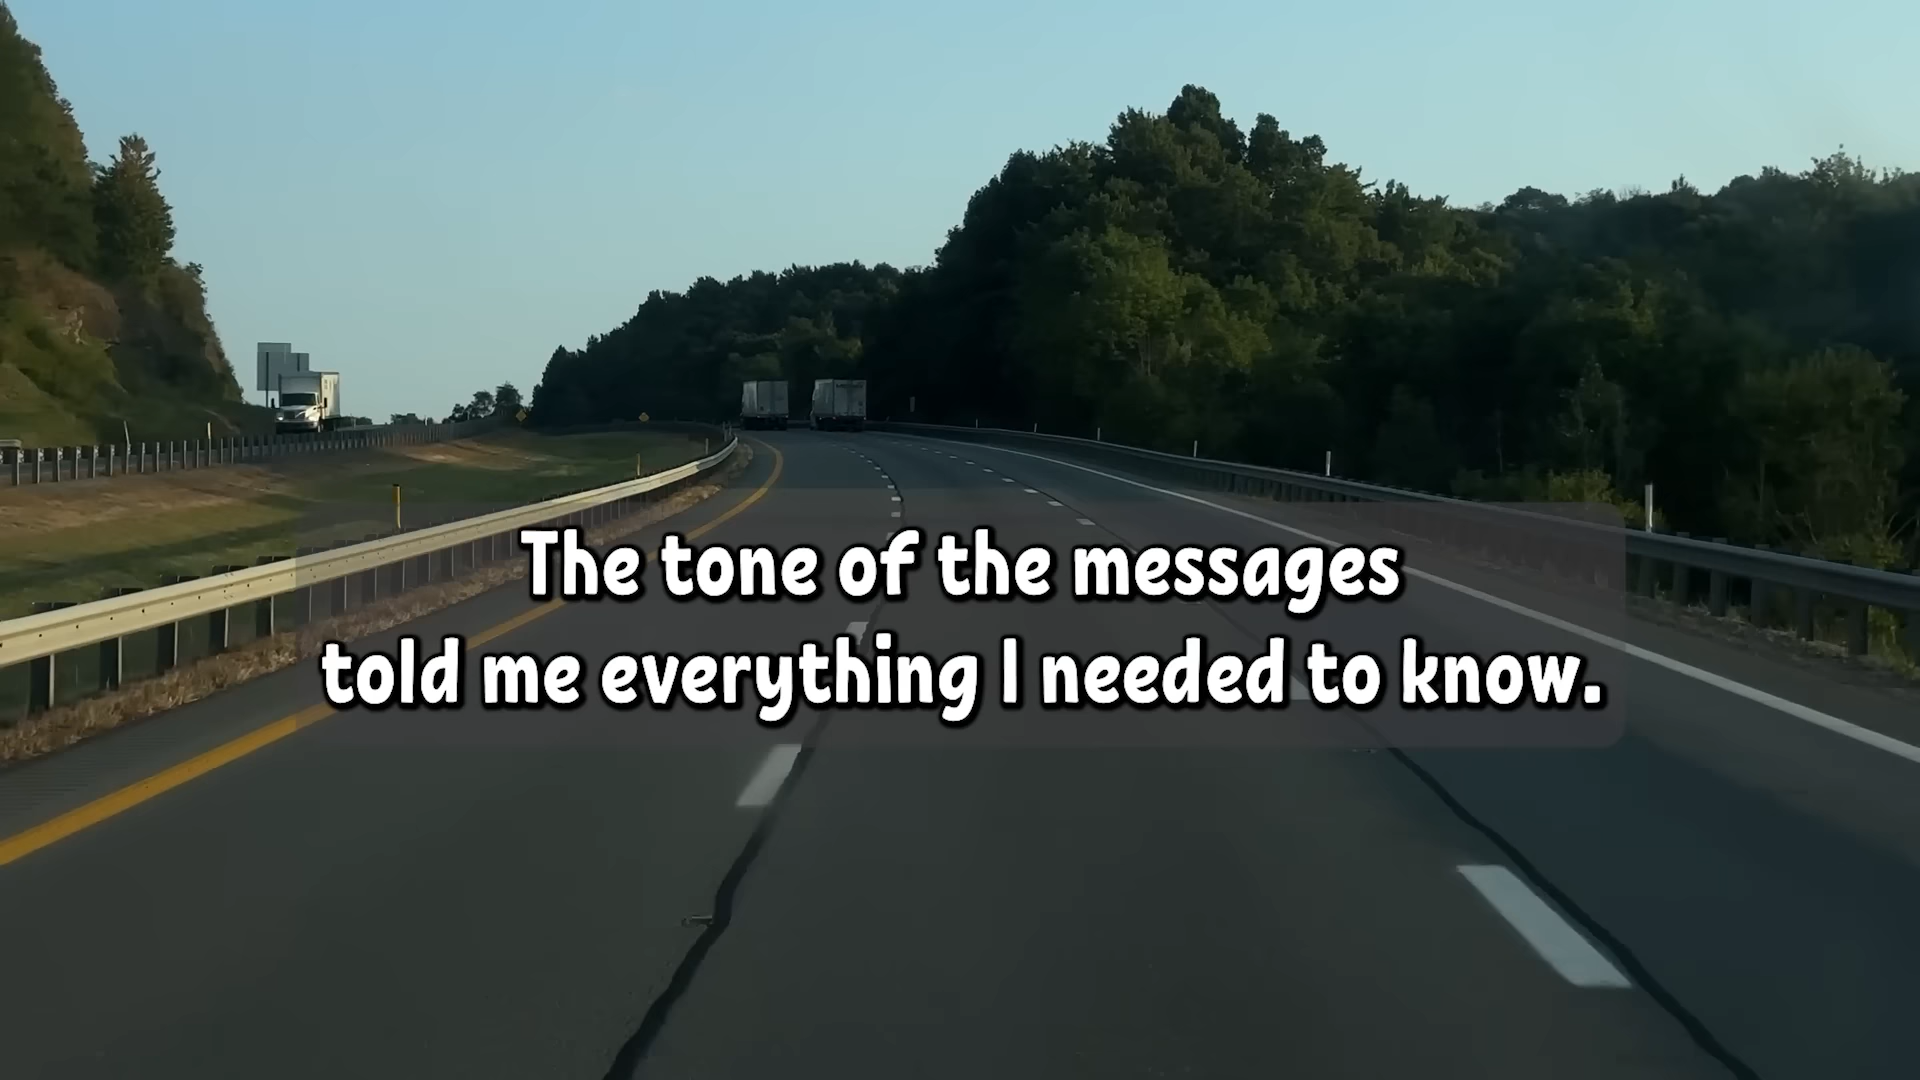 The tone of the messages
told me everything I needed to know.